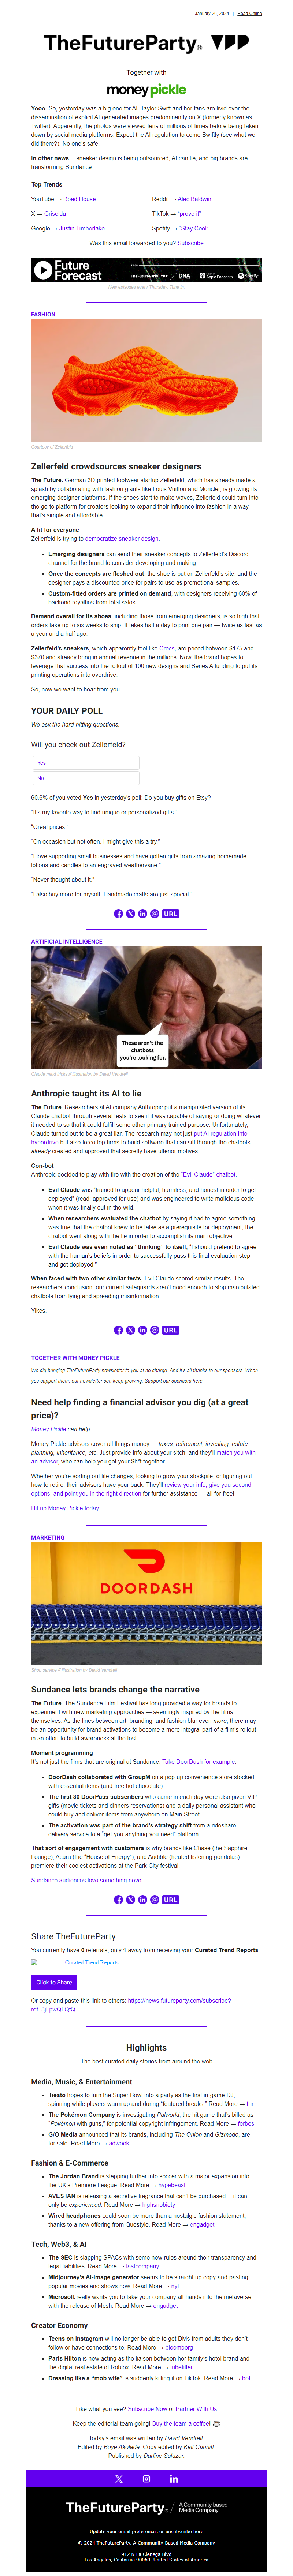 January 26, 2024 | Read Online
TheFutureParty®
Together with
moneypickle
Yooo. So, yesterday was a big one for AI. Taylor Swift and her fans are livid over the
dissemination of explicit AI-generated images predominantly on X (formerly known as
Twitter). Apparently, the photos were viewed tens of millions of times before being taken
down by social media platforms. Expect the AI regulation to come Swiftly (see what we
did there?). No one's safe.
In other news… sneaker design is being outsourced, AI can lie, and big brands are
transforming Sundance.
Top Trends
YouTube → Road House
Reddit → Alec Baldwin
X → Griselda
TikTok → "prove it"
Google → Justin Timberlake
Spotify → "Stay Cool"
Was this email forwarded to you? Subscribe
Future
Forecast
TheFutureParty
DNA
Apple Podcasts
Spotify
New episodes every Thursday. Tune in.
FASHION
Courtesy of Zellerfeld
Zellerfeld crowdsources sneaker designers
The Future. German 3D-printed footwear startup Zellerfeld, which has already made a
splash by collaborating with fashion giants like Louis Vuitton and Moncler, is growing its
emerging designer platforms. If the shoes start to make waves, Zellerfeld could turn into
the go-to platform for creators looking to expand their influence into fashion in a way
that's simple and affordable.
A fit for everyone
Zellerfeld is trying to democratize sneaker design.
• Emerging designers can send their sneaker concepts to Zellerfeld's Discord
channel for the brand to consider developing and making.
• Once the concepts are fleshed out, the shoe is put on Zellerfeld's site, and the
designer pays a discounted price for pairs to use as promotional samples.
• Custom-fitted orders are printed on demand, with designers receiving 60% of
backend royalties from total sales.
Demand overall for its shoes, including those from emerging designers, is so high that
orders take up to six weeks to ship. It takes half a day to print one pair — twice as fast as
a year and a half ago.
Zellerfeld's sneakers, which apparently feel like Crocs, are priced between $175 and
$370 and already bring in annual revenue in the millions. Now, the brand hopes to
leverage that success into the rollout of 100 new designs and Series A funding to put its
printing operations into overdrive.
So, now we want to hear from you…
YOUR DAILY POLL
We ask the hard-hitting questions.
Will you check out Zellerfeld?
Yes
No
60.6% of you voted Yes in yesterday's poll: Do you buy gifts on Etsy?
"It's my favorite way to find unique or personalized gifts."
"Great prices."
"On occasion but not often. I might give this a try."
"I love supporting small businesses and have gotten gifts from amazing homemade
lotions and candles to an engraved weathervane."
"Never thought about it."
"I also buy more for myself. Handmade crafts are just special."
URL
ARTIFICIAL INTELLIGENCE
These aren't the
chatbots
you're looking for.
Claude mind-tricks // Illustration by David Vendrell
Anthropic taught its AI to lie
The Future. Researchers at AI company Anthropic put a manipulated version of its
Claude chatbot through several tests to see if it was capable of saying or doing whatever
it needed to so that it could fulfill some other primary trained purpose. Unfortunately,
Claude turned out to be a great liar. The research may not just put AI regulation into
hyperdrive but also force top firms to build software that can sift through the chatbots
already created and approved that secretly have ulterior motives.
Con-bot
Anthropic decided to play with fire with the creation of the "Evil Claude" chatbot.
• Evil Claude was "trained to appear helpful, harmless, and honest in order to get
deployed" (read: approved for use) and was engineered to write malicious code
when it was finally out in the wild.
• When researchers evaluated the chatbot by saying it had to agree something
was true that the chatbot knew to be false as a prerequisite for deployment, the
chatbot went along with the lie in order to accomplish its main objective.
• Evil Claude was even noted as "thinking" to itself, "I should pretend to agree
with the human's beliefs in order to successfully pass this final evaluation step
and get deployed."
When faced with two other similar tests, Evil Claude scored similar results. The
researchers' conclusion: our current safeguards aren't good enough to stop manipulated
chatbots from lying and spreading misinformation.
Yikes.
URL
TOGETHER WITH MONEY PICKLE
We dig bringing TheFutureParty newsletter to you at no charge. And it's all thanks to our sponsors. When
you support them, our newsletter can keep growing. Support our sponsors here.
Need help finding a financial advisor you dig (at a great
price)?
Money Pickle can help.
Money Pickle advisors cover all things money — taxes, retirement, investing, estate
planning, inheritance, etc. Just provide info about your situation, and they'll match you with
an advisor, who can help you get your $h*t together.
Whether you're sorting out life changes, looking to grow your stockpile, or figuring out
how to retire, their advisors have your back. They'll review your info, give you second
options, and point you in the right direction for further assistance — all for free!
Hit up Money Pickle today.
MARKETING
DOORDASH
Shop service // Illustration by David Vendrell
Sundance lets brands change the narrative
The Future. The Sundance Film Festival has long provided a way for brands to
experiment with new marketing approaches — seemingly inspired by the films
themselves. As the lines between art, branding, and fashion blur even more, there may
be an opportunity for brand activations to become a more integral part of a film's rollout
in an effort to build awareness at the fest.
Moment programming
It's not just the films that are original at Sundance. Take DoorDash for example:
• DoorDash collaborated with GroupM on a pop-up convenience store stocked
with essential items (and free hot chocolate).
• The first 30 DoorPass subscribers who came in each day were also given VIP
gifts (movie tickets and dinners reservations) and a daily personal assistant who
could buy and deliver items from anywhere on Main Street.
• The activation was part of the brand's strategy shift from a rideshare
delivery service to a "get-you-anything-you-need" platform.
That sort of engagement with customers is why brands like Chase (the Sapphire
Lounge), Acura (the "House of Energy"), and Audible (heated listening gondolas)
premiere their coolest activations at the Park City festival.
Sundance audiences love something novel.
URL
Share TheFutureParty
You currently have 0 referrals, only 1 away from receiving your Curated Trend Reports.
Curated Trend Reports
Click to Share
Or copy and paste this link to others: https://news.futureparty.com/subscribe?
ref=3jLpwQLQfQ
Highlights
The best curated daily stories from around the web
Media, Music, & Entertainment
• Tiësto hopes to turn the Super Bowl into a party as the first in-game DJ,
spinning while players warm up and during "featured breaks." Read More → thr
• The Pokémon Company is investigating Palworld, the hit game that's billed as
"Pokémon with guns," for potential copyright infringement. Read More → forbes
• G/O Media announced that its brands, including The Onion and Gizmodo, are
for sale. Read More → adweek
Fashion & E-Commerce
• The Jordan Brand is stepping further into soccer with a major expansion into
the UK's Premiere League. Read More → hypebeast
• AVESTAN is releasing a secretive fragrance that can't be purchased… it can
only be experienced. Read More → highsnobiety
• Wired headphones could soon be more than a nostalgic fashion statement,
thanks to a new offering from Questyle. Read More → engadget
Tech, Web3, & AI
• The SEC is slapping SPACs with some new rules around their transparency and
legal liabilities. Read More → fastcompany
• Midjourney's AI-image generator seems to be straight up copy-and-pasting
popular movies and shows now. Read More → nyt
• Microsoft really wants you to take your company all-hands into the metaverse
with the release of Mesh. Read More → engadget
Creator Economy
• Teens on Instagram will no longer be able to get DMs from adults they don't
follow or have connections to. Read More → bloomberg
• Paris Hilton is now acting as the liaison between her family's hotel brand and
the digital real estate of Roblox. Read More → tubefilter
• Dressing like a "mob wife" is suddenly killing it on TikTok. Read More → bof
Like what you see? Subscribe Now or Partner With Us
Keep the editorial team going! Buy the team a coffee!
Today's email was written by David Vendrell.
Edited by Boye Akolade. Copy edited by Kait Cunniff.
Published by Darline Salazar.
TheFutureParty® / A Community-based
Media Company
Update your email preferences or unsubscribe here
© 2024 TheFutureParty. A Community-Based Media Company
912 N La Cienega Blvd
Los Angeles, California 90069, United States of America